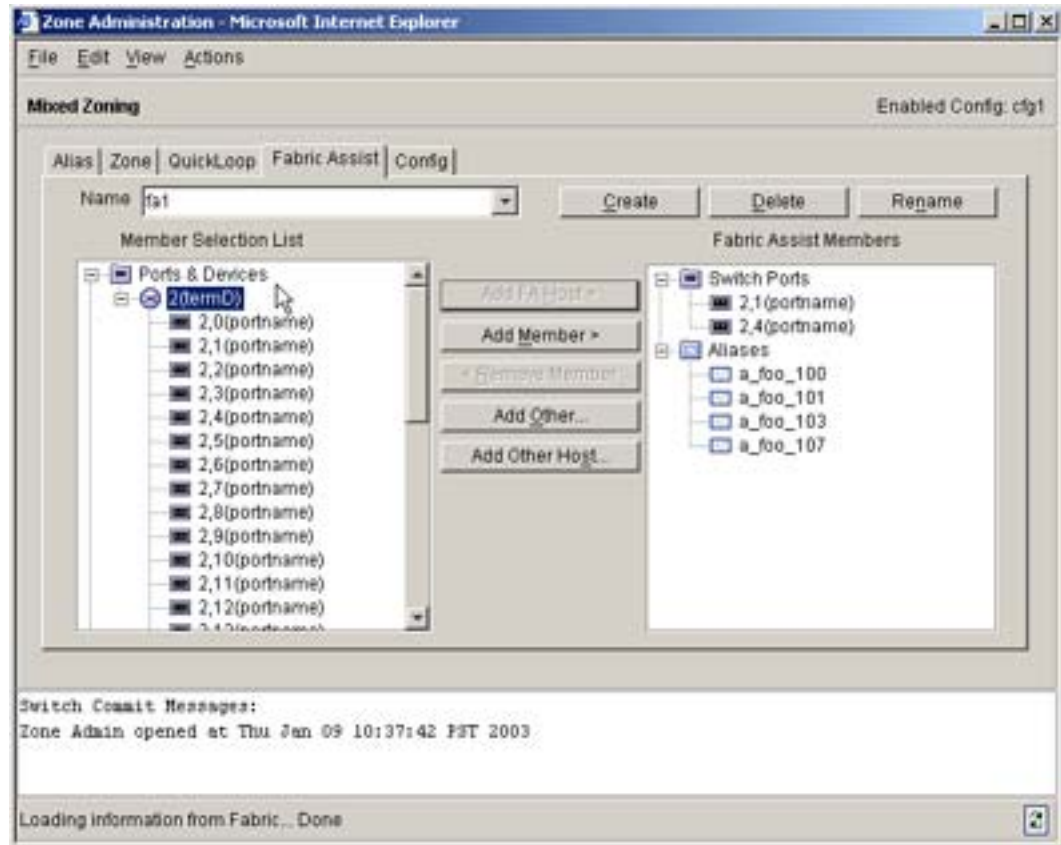 Zone Administration - Microsoft Internet Explorer
File Edit View Actions
Mixed Zoning
Enabled Config: cfg1
Alias Zone QuickLoop Fabric Assist Config
Name fa1
Create Delete Rename
Member Selection List
Fabric Assist Members
Ports & Devices
2(termD)
2,0(portname)
2,1(portname)
2,2(portname)
2,3(portname)
2,4(portname)
2,5(portname)
2,6(portname)
2,7(portname)
2,8(portname)
2,9(portname)
2,10(portname)
2,11(portname)
2,12(portname)
Add FA Host >
Add Member >
< Remove Member
Add Other...
Add Other Host...
Switch Ports
2,1(portname)
2,4(portname)
Aliases
a_foo_100
a_foo_101
a_foo_103
a_foo_107
Switch Commit Messages:
Zone Admin opened at Thu Jan 09 10:37:42 PST 2003
Loading information from Fabric... Done